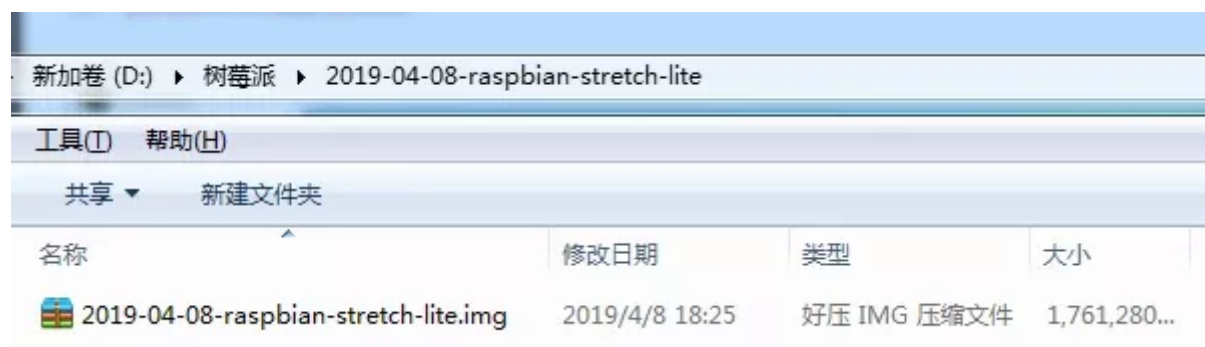 新加卷 (D:) ▸ 树莓派 ▸ 2019-04-08-raspbian-stretch-lite
工具(T) 帮助(H)
共享 ▼ 新建文件夹
名称 修改日期 类型 大小
2019-04-08-raspbian-stretch-lite.img 2019/4/8 18:25 好压 IMG 压缩文件 1,761,280...